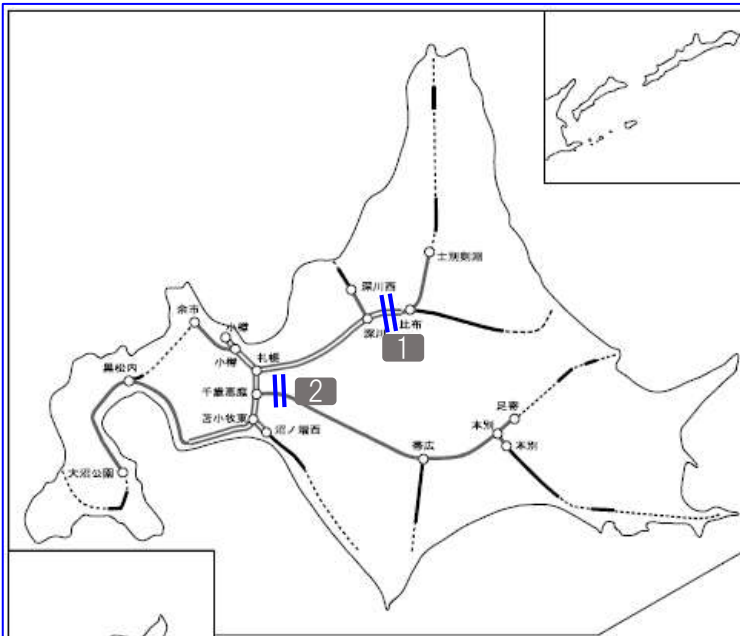 士別剣淵
深川西
余市
小樽
深川
比布
1
小樽
札幌
黒松内
千歳恵庭
2
足寄
苫小牧東
本別
沼ノ端西
帯広
本別
大沼公園